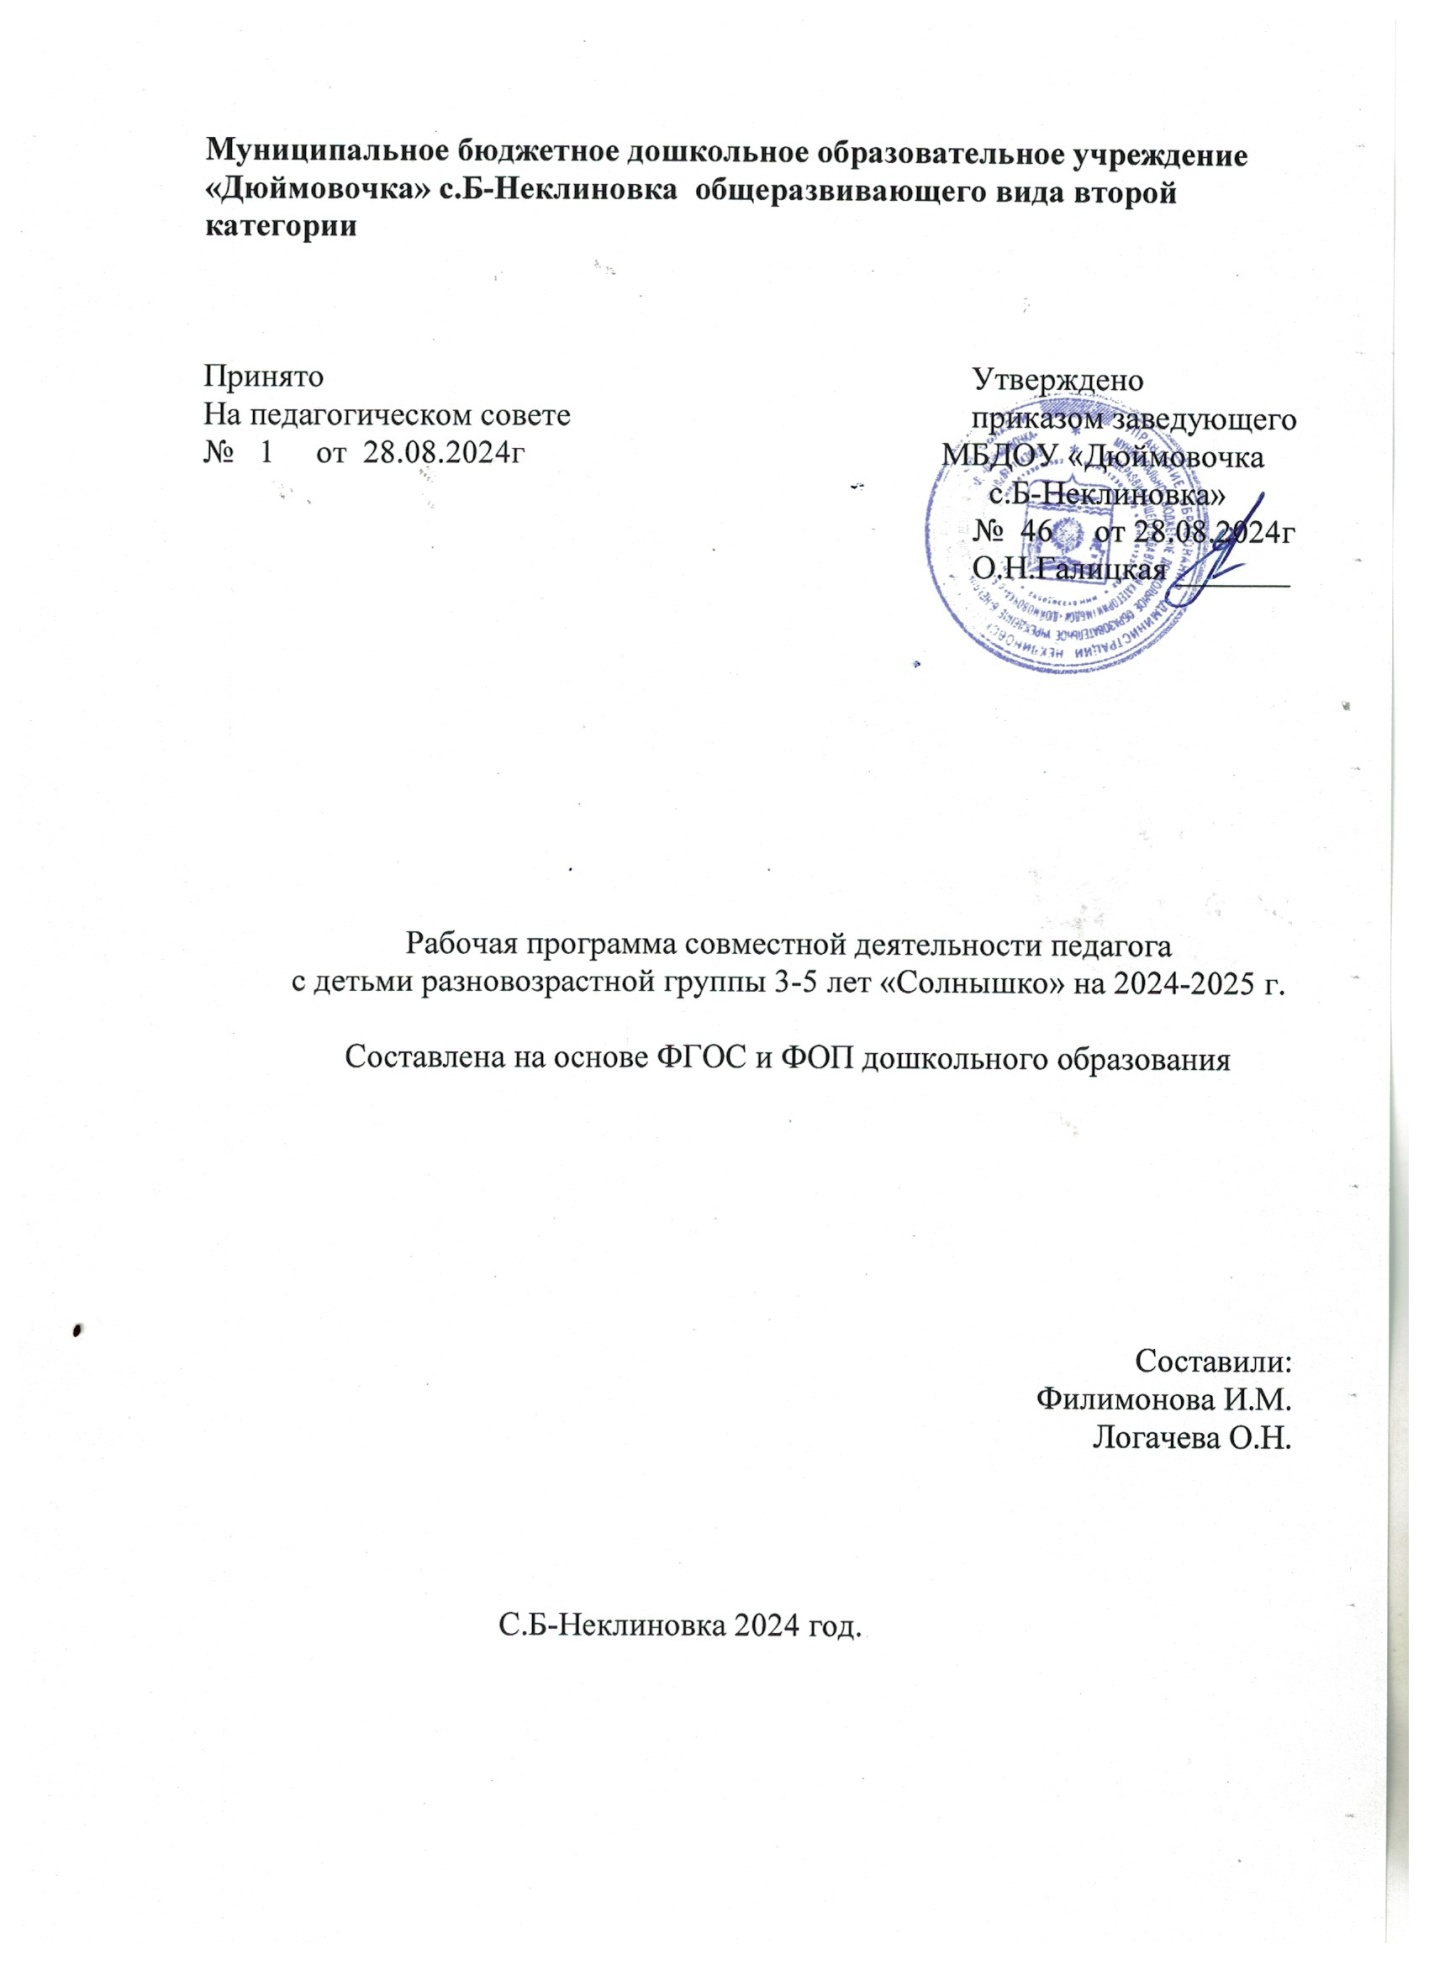 Муниципальное бюджетное дошкольное образовательное учреждение
«Дюймовочка» с.Б-Неклиновка общеразвивающего вида второй
категории
Принято
На педагогическом совете
№ 1 от 28.08.2024г
Утверждено
приказом заведующего
МБДОУ «Дюймовочка
с.Б-Неклиновка»
№ 46 от 28.08.2024г
О.Н.Галицкая ________
Рабочая программа совместной деятельности педагога
с детьми разновозрастной группы 3-5 лет «Солнышко» на 2024-2025 г.
Составлена на основе ФГОС и ФОП дошкольного образования
Составили:
Филимонова И.М.
Логачева О.Н.
С.Б-Неклиновка 2024 год.